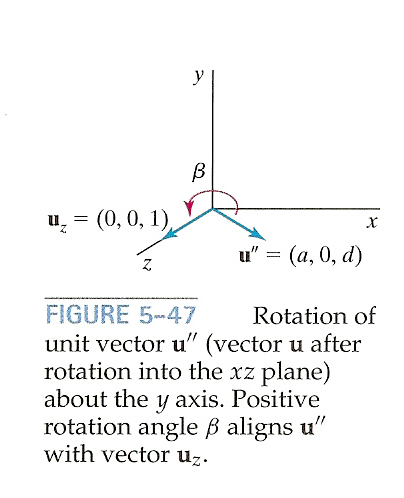 y
β
u_z = (0, 0, 1)
x
z
u″ = (a, 0, d)
FIGURE 5-47 Rotation of
unit vector u″ (vector u after
rotation into the xz plane)
about the y axis. Positive
rotation angle β aligns u″
with vector u_z.